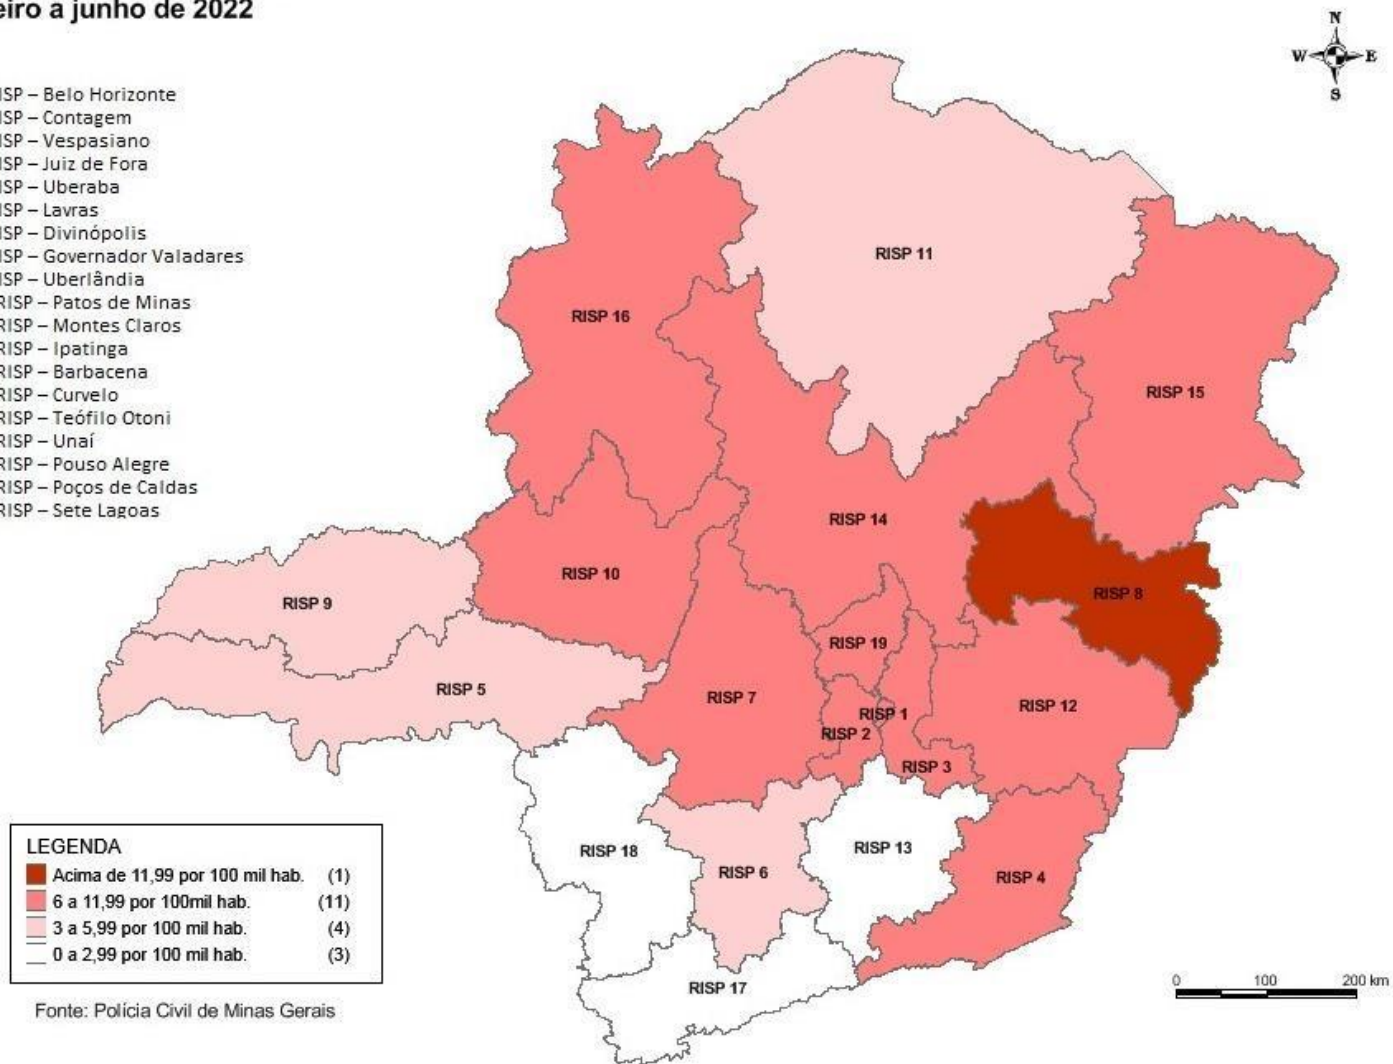 eiro a junho de 2022
N
W E
S
ISP – Belo Horizonte
ISP – Contagem
ISP – Vespasiano
ISP – Juiz de Fora
ISP – Uberaba
ISP – Lavras
ISP – Divinópolis
ISP – Governador Valadares
ISP – Uberlândia
RISP – Patos de Minas
RISP – Montes Claros
RISP – Ipatinga
RISP – Barbacena
RISP – Curvelo
RISP – Teófilo Otoni
RISP – Unaí
RISP – Pouso Alegre
RISP – Poços de Caldas
RISP – Sete Lagoas
RISP 11
RISP 16
RISP 15
RISP 14
RISP 10
RISP 8
RISP 9
RISP 19
RISP 5
RISP 7
RISP 12
RISP 1
RISP 2
RISP 3
RISP 18
RISP 13
RISP 6
RISP 4
RISP 17
LEGENDA
Acima de 11,99 por 100 mil hab. (1)
6 a 11,99 por 100mil hab. (11)
3 a 5,99 por 100 mil hab. (4)
0 a 2,99 por 100 mil hab. (3)
0 100 200 km
Fonte: Polícia Civil de Minas Gerais